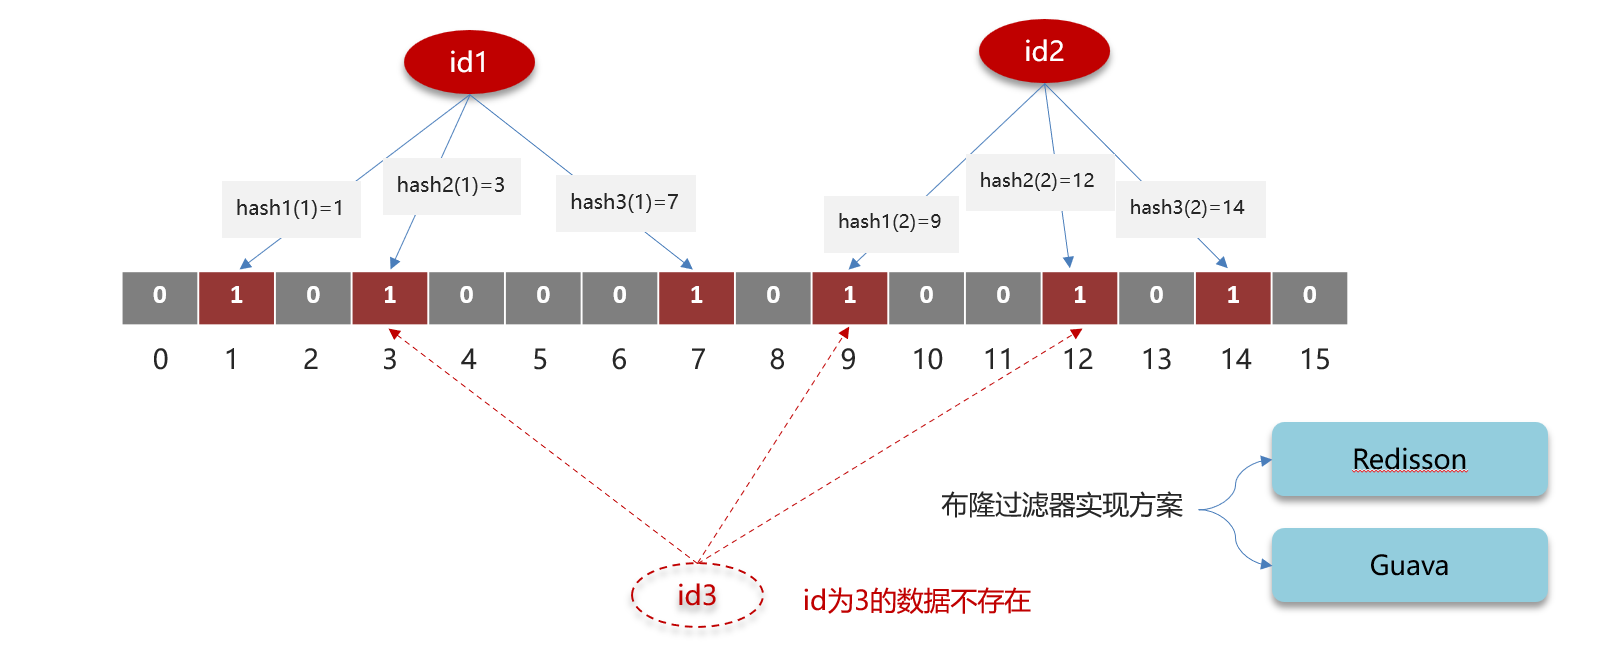 id1
id2
hash1(1)=1
hash2(1)=3
hash3(1)=7
hash1(2)=9
hash2(2)=12
hash3(2)=14
0 1 0 1 0 0 0 1 0 1 0 0 1 0 1 0
0 1 2 3 4 5 6 7 8 9 10 11 12 13 14 15
Redisson
布隆过滤器实现方案
Guava
id3
id为3的数据不存在